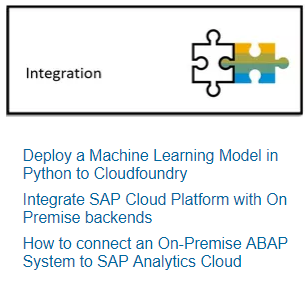 Integration
Deploy a Machine Learning Model in
Python to Cloudfoundry
Integrate SAP Cloud Platform with On
Premise backends
How to connect an On-Premise ABAP
System to SAP Analytics Cloud